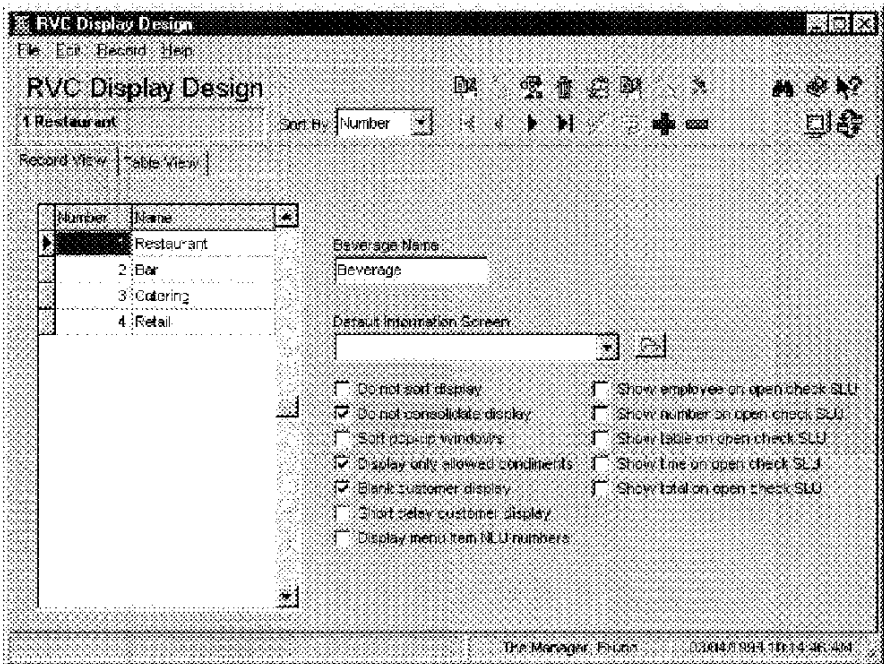 RVC Display Design
File Edit Record Help
RVC Display Design
1 Restaurant
Sort By Number
Record View Table View
Number Name
Restaurant
2 Bar
3 Catering
4 Retail
Beverage Name
Beverage
Default Information Screen
Do not sort display
Do not consolidate display
Sort pop-up windows
Display only allowed condiments
Blank customer display
Short delay customer display
Display menu item NLU numbers
Show employee on open check SLU
Show number on open check SLU
Show table on open check SLU
Show time on open check SLU
Show total on open check SLU
The Manager,